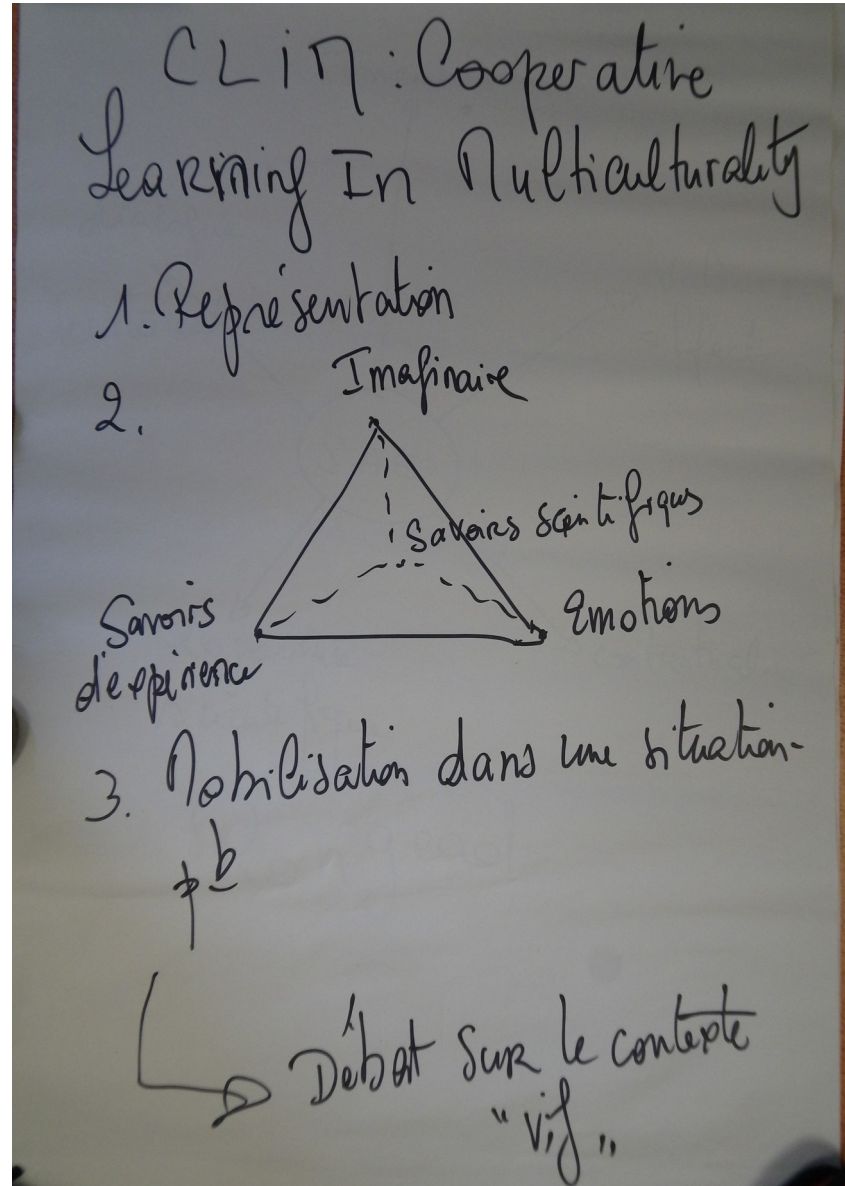 CLIM : Cooperative
Learning In Multiculturality
1. Représentation
2.
Imaginaire
Savoirs scientifiques
Savoirs
d'expérience
Emotions
3. Mobilisation dans une situation-
pb
Débat sur le contexte
"vif"